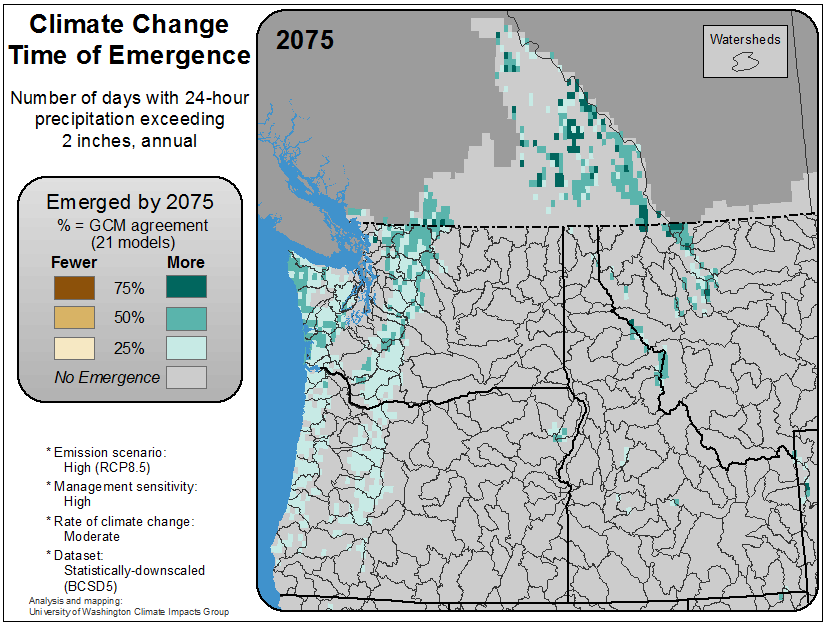 Climate Change
Time of Emergence
Number of days with 24-hour
precipitation exceeding
2 inches, annual
Emerged by 2075
% = GCM agreement
(21 models)
Fewer More
75%
50%
25%
No Emergence
* Emission scenario:
High (RCP8.5)
* Management sensitivity:
High
* Rate of climate change:
Moderate
* Dataset:
Statistically-downscaled
(BCSD5)
Analysis and mapping:
University of Washington Climate Impacts Group
2075
Watersheds